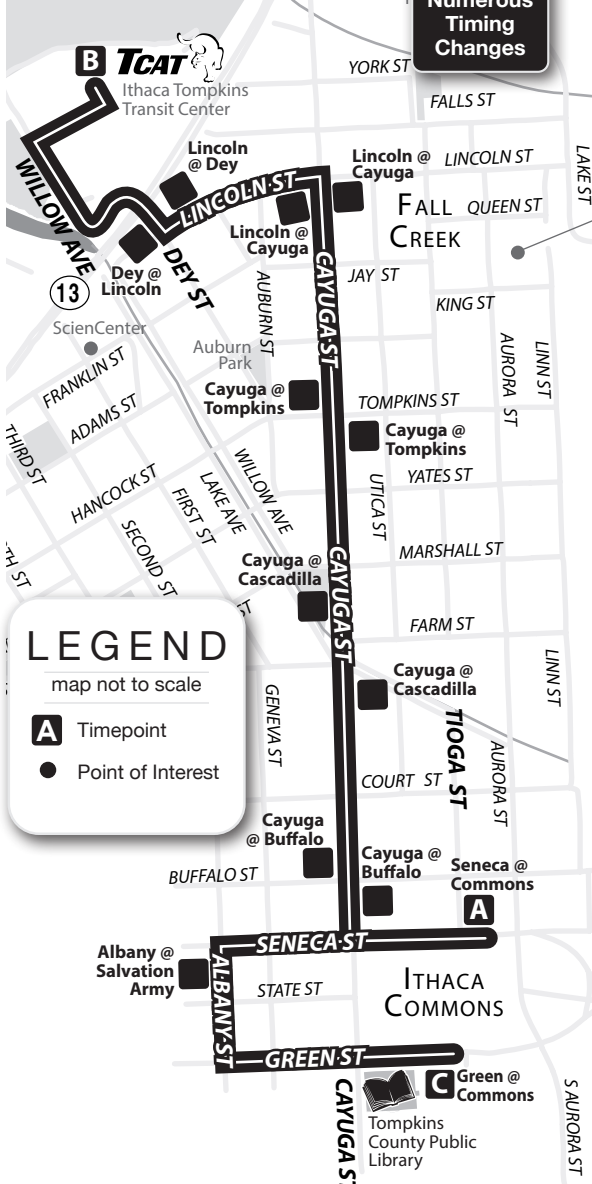 Numerous
Timing
Changes
YORK ST
B TCAT
Ithaca Tompkins
Transit Center
FALLS ST
WILLOW AVE
Lincoln
@ Dey
LINCOLN ST
Lincoln @
Cayuga
LINCOLN ST
LAKE ST
FALL
CREEK
QUEEN ST
Lincoln @
Cayuga
DEY ST
Dey @
Lincoln
13
CAYUGA ST
JAY ST
AUBURN ST
KING ST
ScienCenter
Auburn
Park
FRANKLIN ST
AURORA ST
LINN ST
Cayuga @
Tompkins
TOMPKINS ST
ADAMS ST
THIRD ST
Cayuga @
Tompkins
HANCOCK ST
WILLOW AVE
LAKE AVE
FIRST ST
SECOND ST
UTICA ST
YATES ST
TH ST
Cayuga @
Cascadilla
CAYUGA ST
MARSHALL ST
ST
FARM ST
LEGEND
map not to scale
A Timepoint
Point of Interest
Cayuga @
Cascadilla
LINN ST
GENEVA ST
TIOGA ST
AURORA ST
COURT ST
Cayuga
@ Buffalo
BUFFALO ST
Cayuga @
Buffalo
Seneca @
Commons
A
SENECA ST
Albany @
Salvation
Army
ALBANY ST
STATE ST
ITHACA
COMMONS
GREEN ST
CAYUGA ST
C Green @
Commons
Tompkins
County Public
Library
S AURORA ST